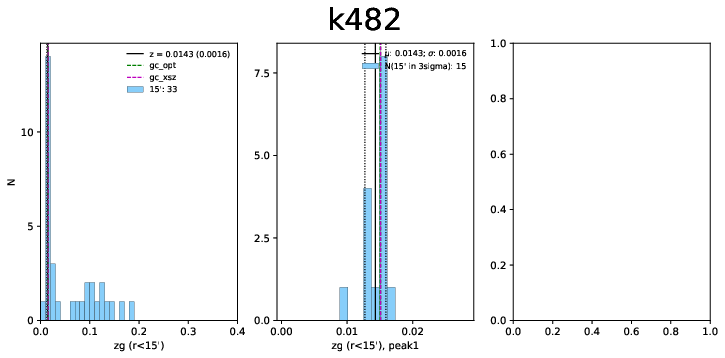 k482
N
10
5
0
0.0 0.1 0.2 0.3 0.4
zg (r<15')
z = 0.0143 (0.0016)
gc_opt
gc_xsz
15': 33
7.5
5.0
2.5
0.0
0.00 0.01 0.02
zg (r<15'), peak1
μ: 0.0143; σ: 0.0016
N(15' in 3sigma): 15
1.0
0.8
0.6
0.4
0.2
0.0
0.0 0.2 0.4 0.6 0.8 1.0